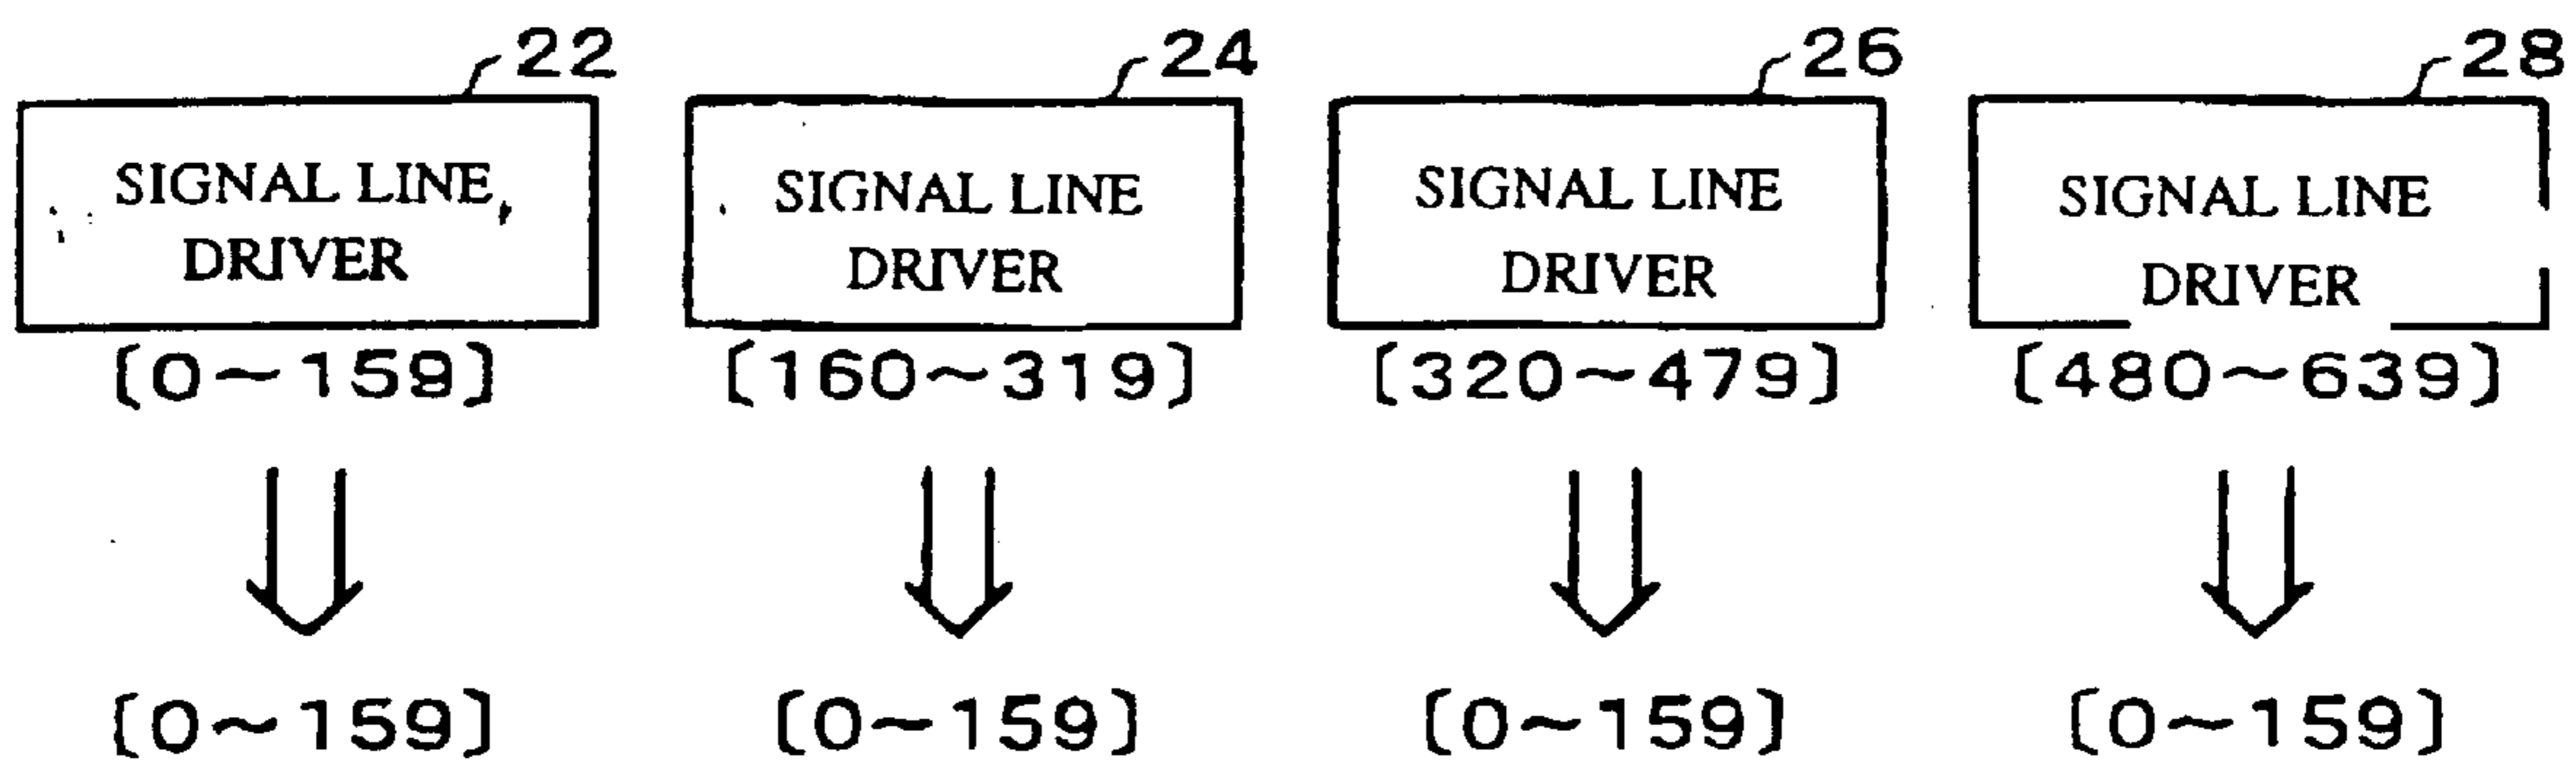 22
24
26
28
SIGNAL LINE
DRIVER
SIGNAL LINE
DRIVER
SIGNAL LINE
DRIVER
SIGNAL LINE
DRIVER
[0~159]
[160~319]
[320~479]
[480~639]
[0~159]
[0~159]
[0~159]
[0~159]